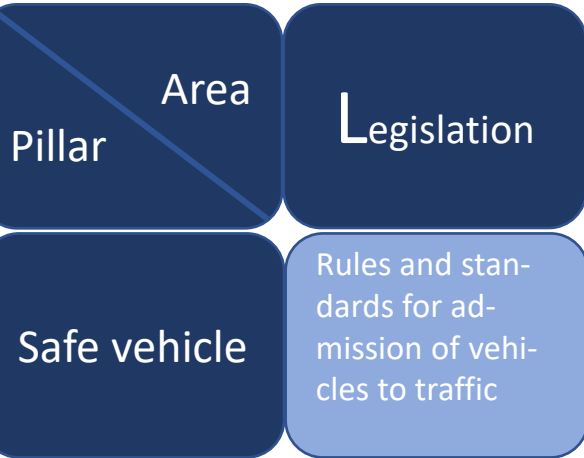 Area
Pillar
Legislation
Safe vehicle
Rules and stan-
dards for ad-
mission of vehi-
cles to traffic